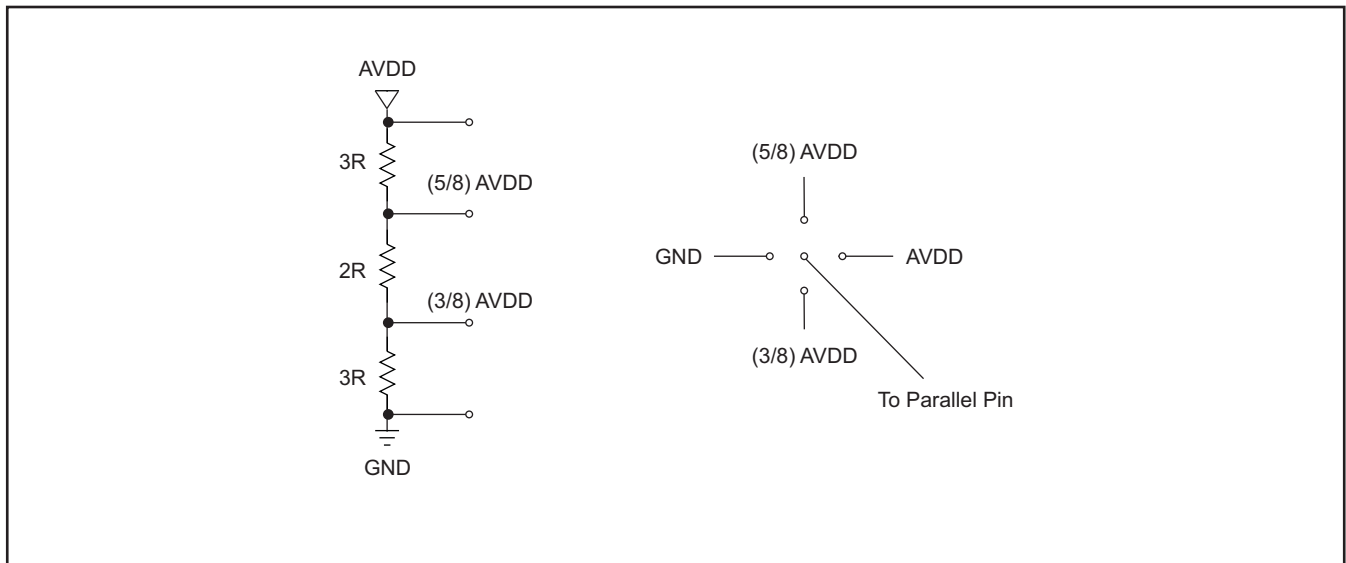 AVDD
3R
(5/8) AVDD
2R
(3/8) AVDD
3R
GND
(5/8) AVDD
GND
AVDD
(3/8) AVDD
To Parallel Pin